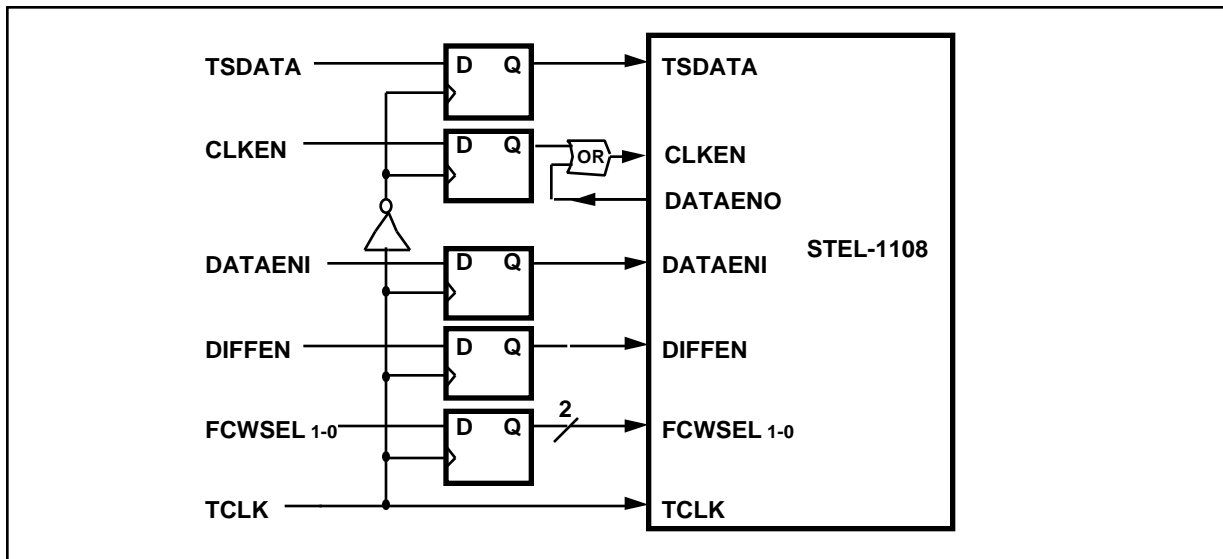 TSDATA D Q TSDATA
CLKEN D Q OR CLKEN
DATAENO
STEL-1108
DATAENI D Q DATAENI
DIFFEN D Q DIFFEN
2
FCWSEL 1-0 D Q FCWSEL 1-0
TCLK TCLK